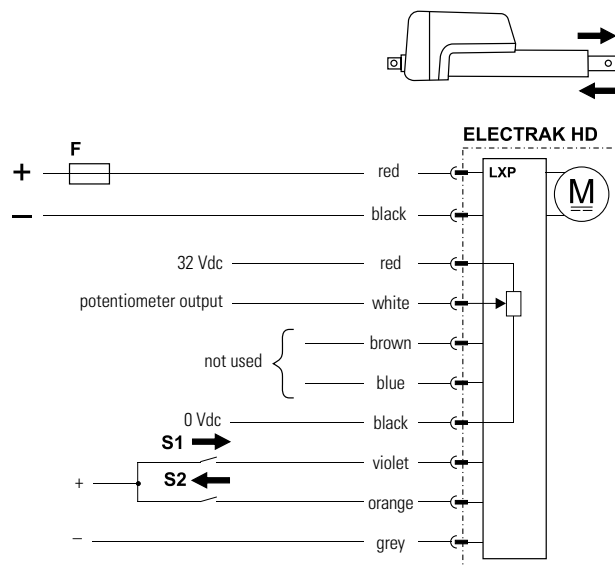 ELECTRAK HD
F
+ red LXP M
− black
32 Vdc red
potentiometer output white
not used brown
blue
0 Vdc black
S1
violet
S2
+
orange
− grey